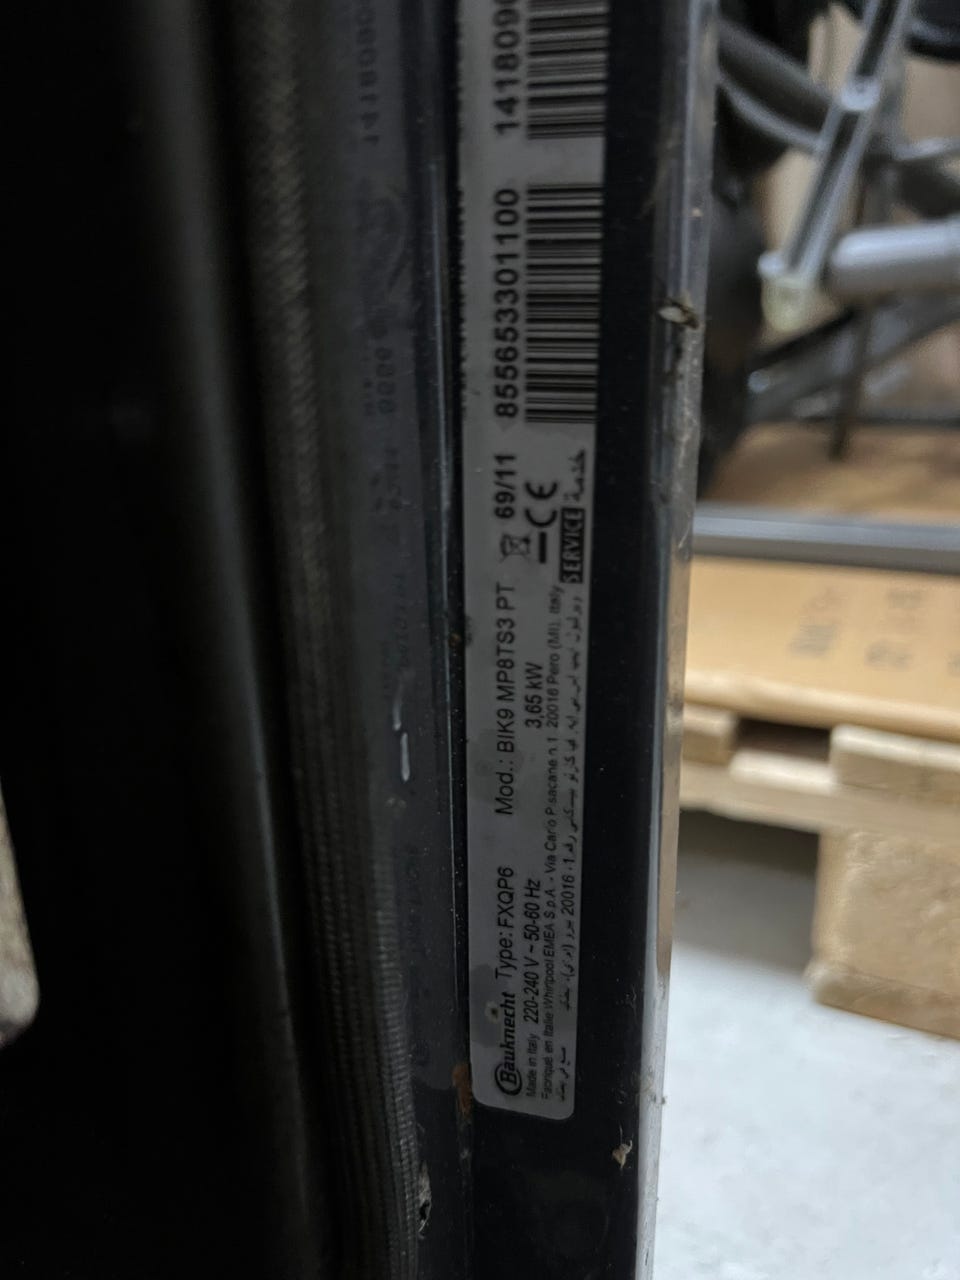 Bauknecht Type: FXQP6 Mod.: BIK9 MP8TS3 PT 69/11
Made in Italy 220-240 V ~ 50-60 Hz 3,65 kW
Fabriqué en Italie Whirlpool EMEA S.p.A. - Via Carlo Pisacane n.1 20016 Pero (MI), Italy
SERVICE خدمة
855653301100
1418090